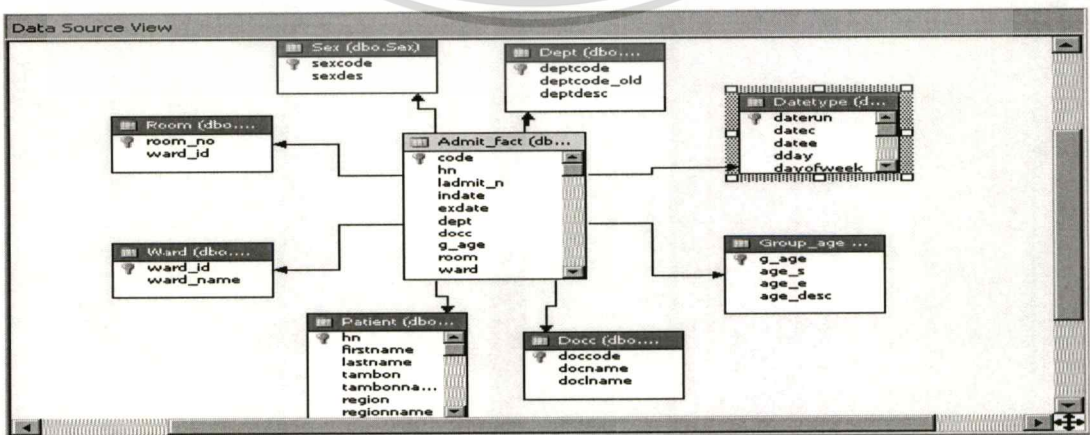 Data Source View
Sex (dbo.Sex)
sexcode
sexdes
Dept (dbo....
deptcode
deptcode_old
deptdesc
Datetype (d...
daterun
datec
datee
dday
dayofweek
Room (dbo....
room_no
ward_id
Admit_fact (db...
code
hn
ladmit_n
indate
exdate
dept
docc
g_age
room
ward
Ward (dbo....
ward_id
ward_name
Group_age ...
g_age
age_s
age_e
age_desc
Patient (dbo...
hn
firstname
lastname
tambon
tambonna...
region
regionname
Docc (dbo....
doccode
docname
doclname